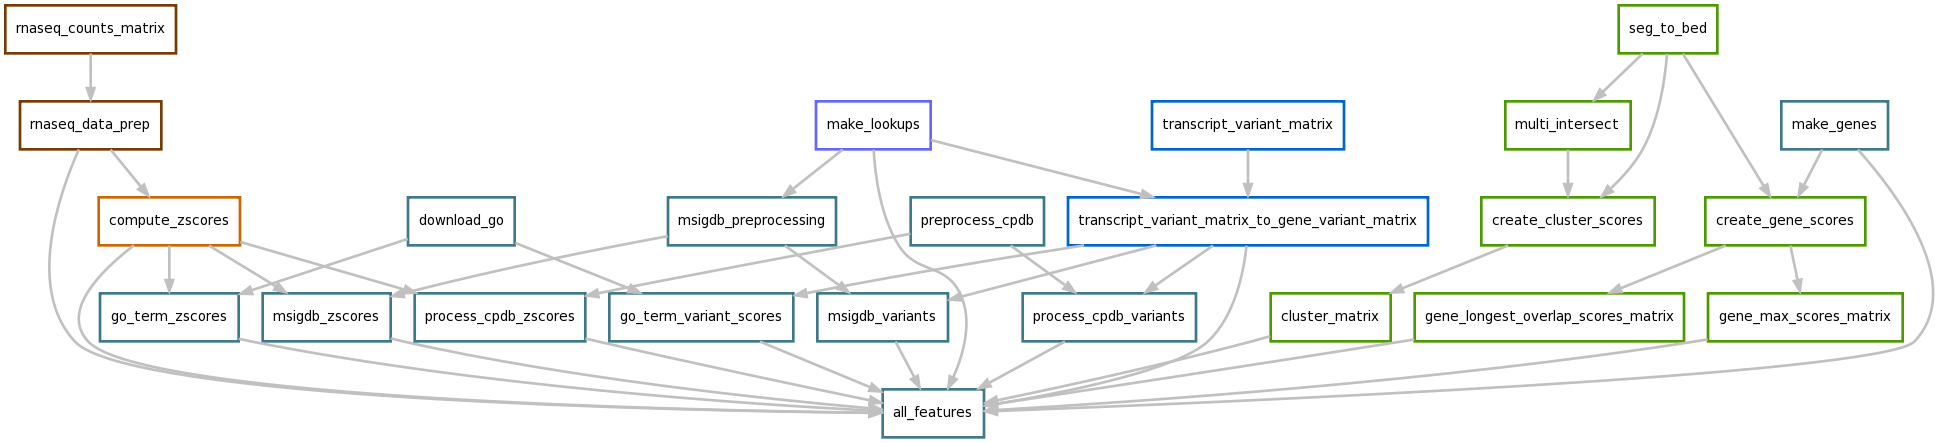 rnaseq_counts_matrix
seg_to_bed
rnaseq_data_prep
make_lookups
transcript_variant_matrix
multi_intersect
make_genes
compute_zscores
download_go
msigdb_preprocessing
preprocess_cpdb
transcript_variant_matrix_to_gene_variant_matrix
create_cluster_scores
create_gene_scores
go_term_zscores
msigdb_zscores
process_cpdb_zscores
go_term_variant_scores
msigdb_variants
process_cpdb_variants
cluster_matrix
gene_longest_overlap_scores_matrix
gene_max_scores_matrix
all_features